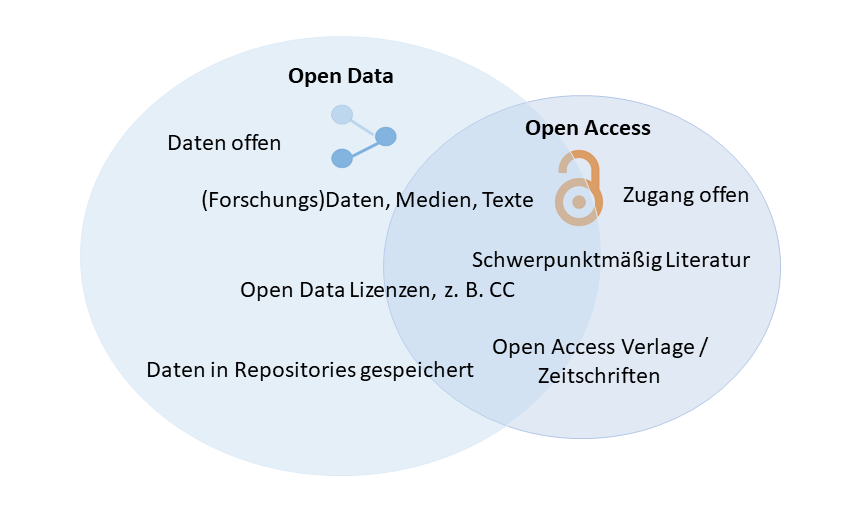 Open Data
Open Access
Daten offen
(Forschungs)Daten, Medien, Texte
Zugang offen
Schwerpunktmäßig Literatur
Open Data Lizenzen, z. B. CC
Open Access Verlage /
Zeitschriften
Daten in Repositories gespeichert